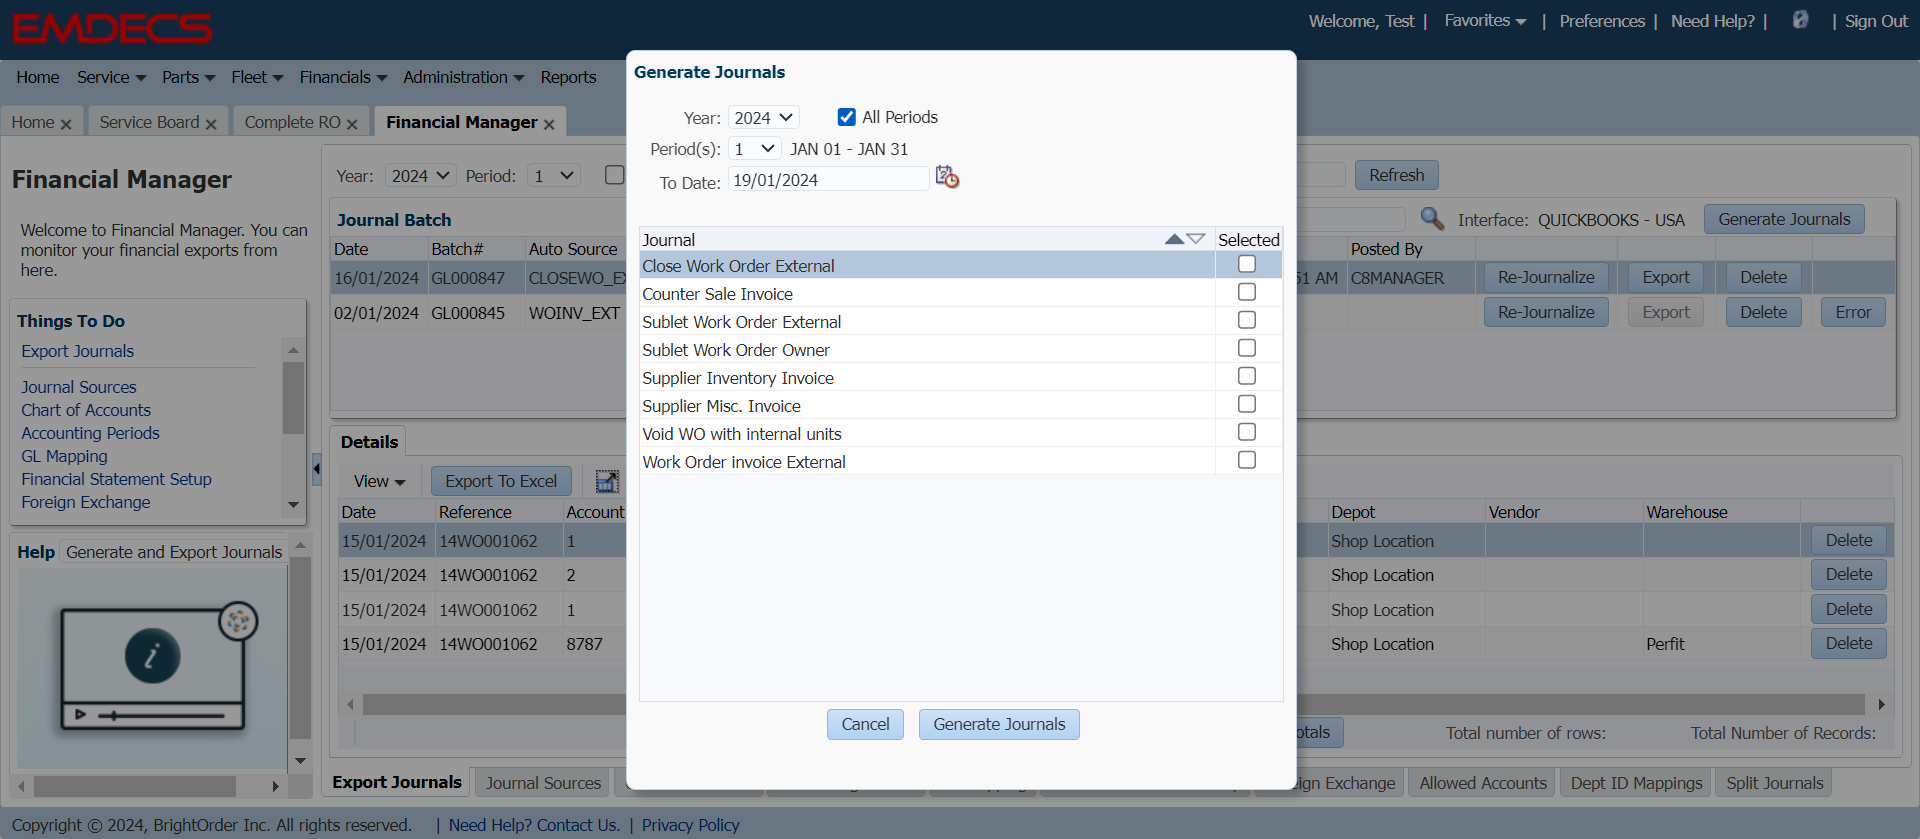 EMDECS
Welcome, Test | Favorites | Preferences | Need Help? | | Sign Out
Home Service Parts Fleet Financials Administration Reports
Home Service Board Complete RO Financial Manager
Financial Manager
Welcome to Financial Manager. You can
monitor your financial exports from
here.
Things To Do
Export Journals
Journal Sources
Chart of Accounts
Accounting Periods
GL Mapping
Financial Statement Setup
Foreign Exchange
Help Generate and Export Journals
Year: 2024 Period: 1
Refresh
Journal Batch
Interface: QUICKBOOKS - USA Generate Journals
Date Batch# Auto Source Posted By
16/01/2024 GL000847 51 AM C8MANAGER Re-Journalize Export Delete
02/01/2024 GL000845 WOINV_EXT Re-Journalize Export Delete Error
Details
View Export To Excel
Date Reference Account Depot Vendor Warehouse
15/01/2024 14WO001062 1 Shop Location Delete
15/01/2024 14WO001062 2 Shop Location Delete
15/01/2024 14WO001062 1 Shop Location Delete
15/01/2024 14WO001062 8787 Shop Location Perfit Delete
otals Total number of rows: Total Number of Records:
Export Journals Journal Sources eign Exchange Allowed Accounts Dept ID Mappings Split Journals
Generate Journals
Year: 2024 All Periods
Period(s): 1 JAN 01 - JAN 31
To Date: 19/01/2024
Journal Selected
Close Work Order External
Counter Sale Invoice
Sublet Work Order External
Sublet Work Order Owner
Supplier Inventory Invoice
Supplier Misc. Invoice
Void WO with internal units
Work Order invoice External
Cancel Generate Journals
Copyright © 2024, BrightOrder Inc. All rights reserved. | Need Help? Contact Us. | Privacy Policy